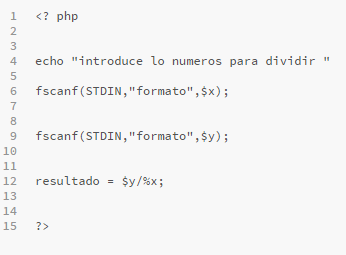 1 <? php
2
3
4 echo "introduce lo numeros para dividir "
5
6 fscanf(STDIN,"formato",$x);
7
8
9 fscanf(STDIN,"formato",$y);
10
11
12 resultado = $y/%x;
13
14
15 ?>